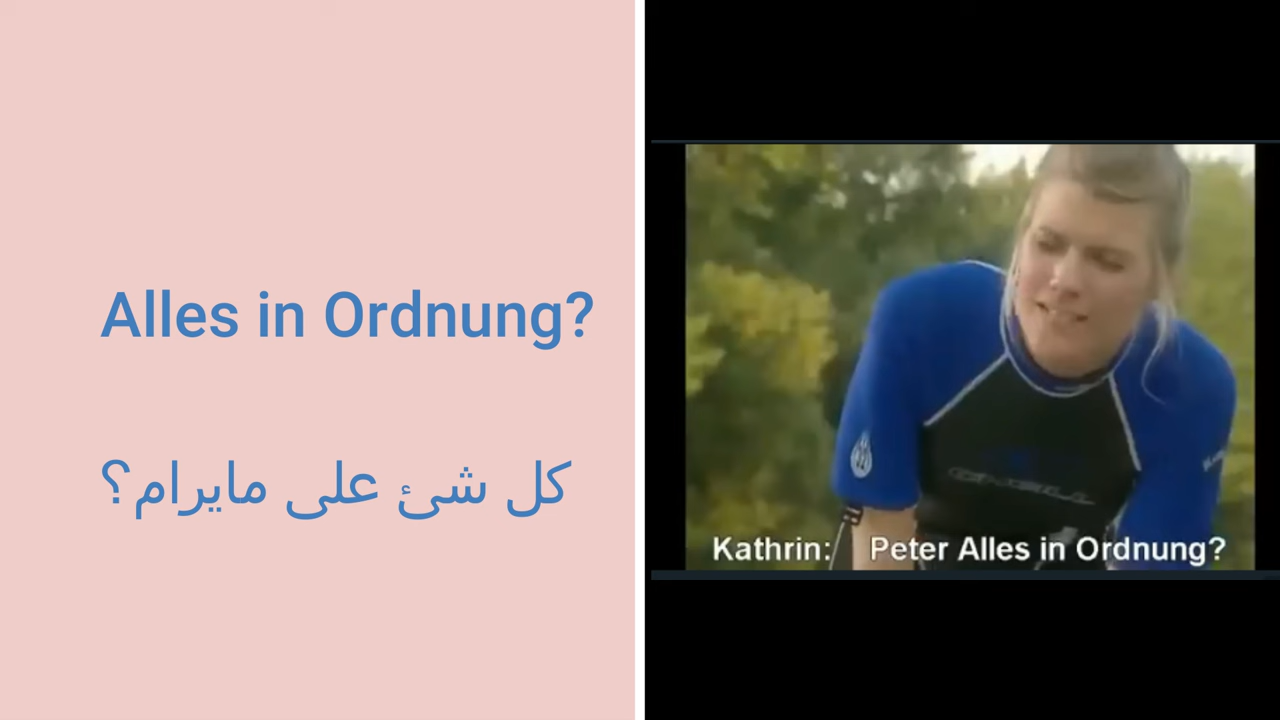 Alles in Ordnung?
كل شئ على مايرام؟
Kathrin: Peter Alles in Ordnung?